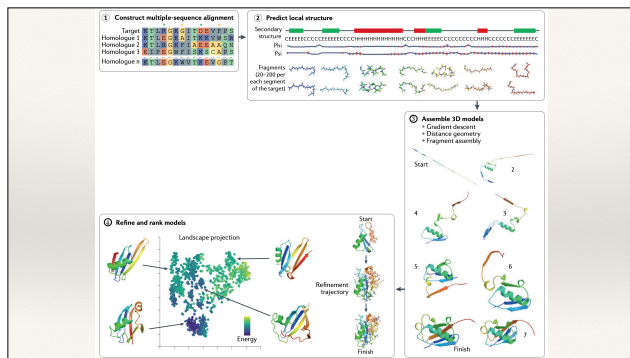 ① Construct multiple-sequence alignment
Target KTLRGKGITDEVFPS
Homologue 1
Homologue 2
Homologue 3
Homologue n
② Predict local structure
Secondary
structure
Phi
Psi
Fragments
(20–200 per
each segment
of the target)
③ Assemble 3D models
• Gradient descent
• Distance geometry
• Fragment assembly
Start
2
4
3
5
6
Finish
7
④ Refine and rank models
Landscape projection
Energy
Start
Refinement
trajectory
Finish